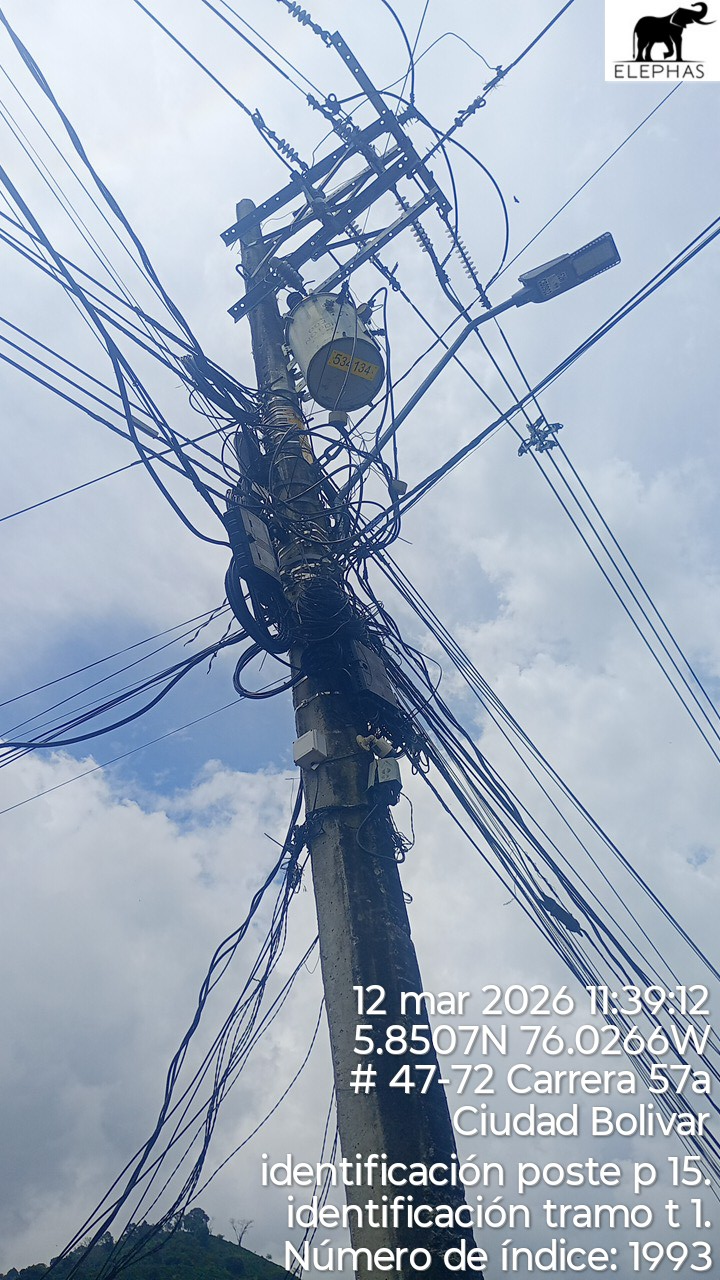 ELEPHAS
534134
12 mar 2026 11:39:12
5.8507N 76.0266W
# 47-72 Carrera 57a
Ciudad Bolivar
identificación poste p 15.
identificación tramo t 1.
Número de índice: 1993